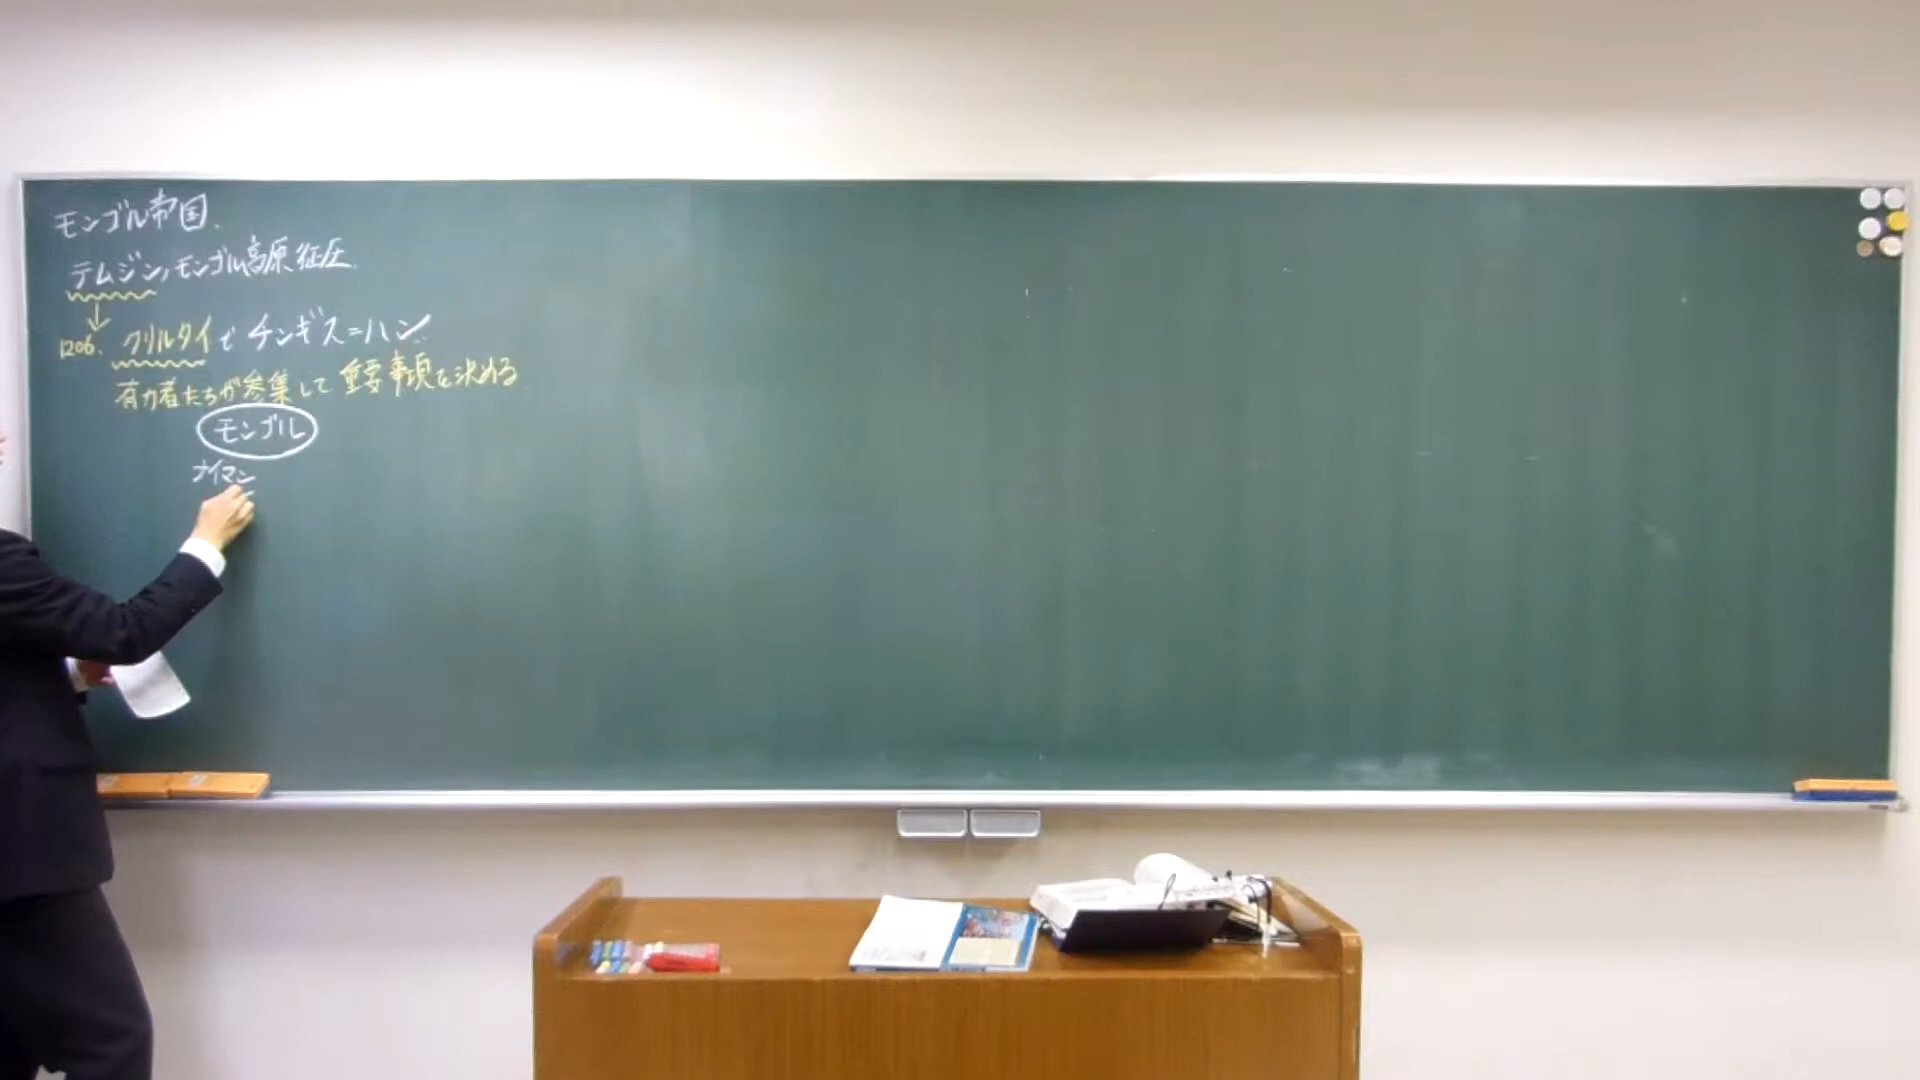 モンゴル帝国.
テムジン,モンゴル高原征圧.
↓
1206. クリルタイで チンギス=ハン.
有力者たちが参集して 重要事項を決める
モンゴル
ナイマン